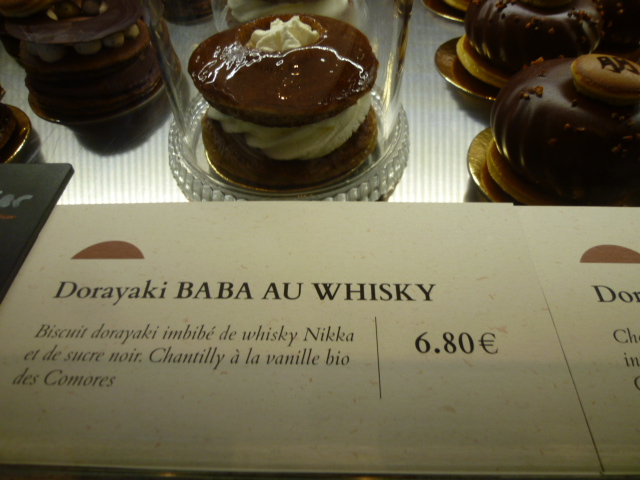 Dorayaki BABA AU WHISKY
Biscuit dorayaki imbibé de whisky Nikka
et de sucre noir. Chantilly à la vanille bio
des Comores
6.80€